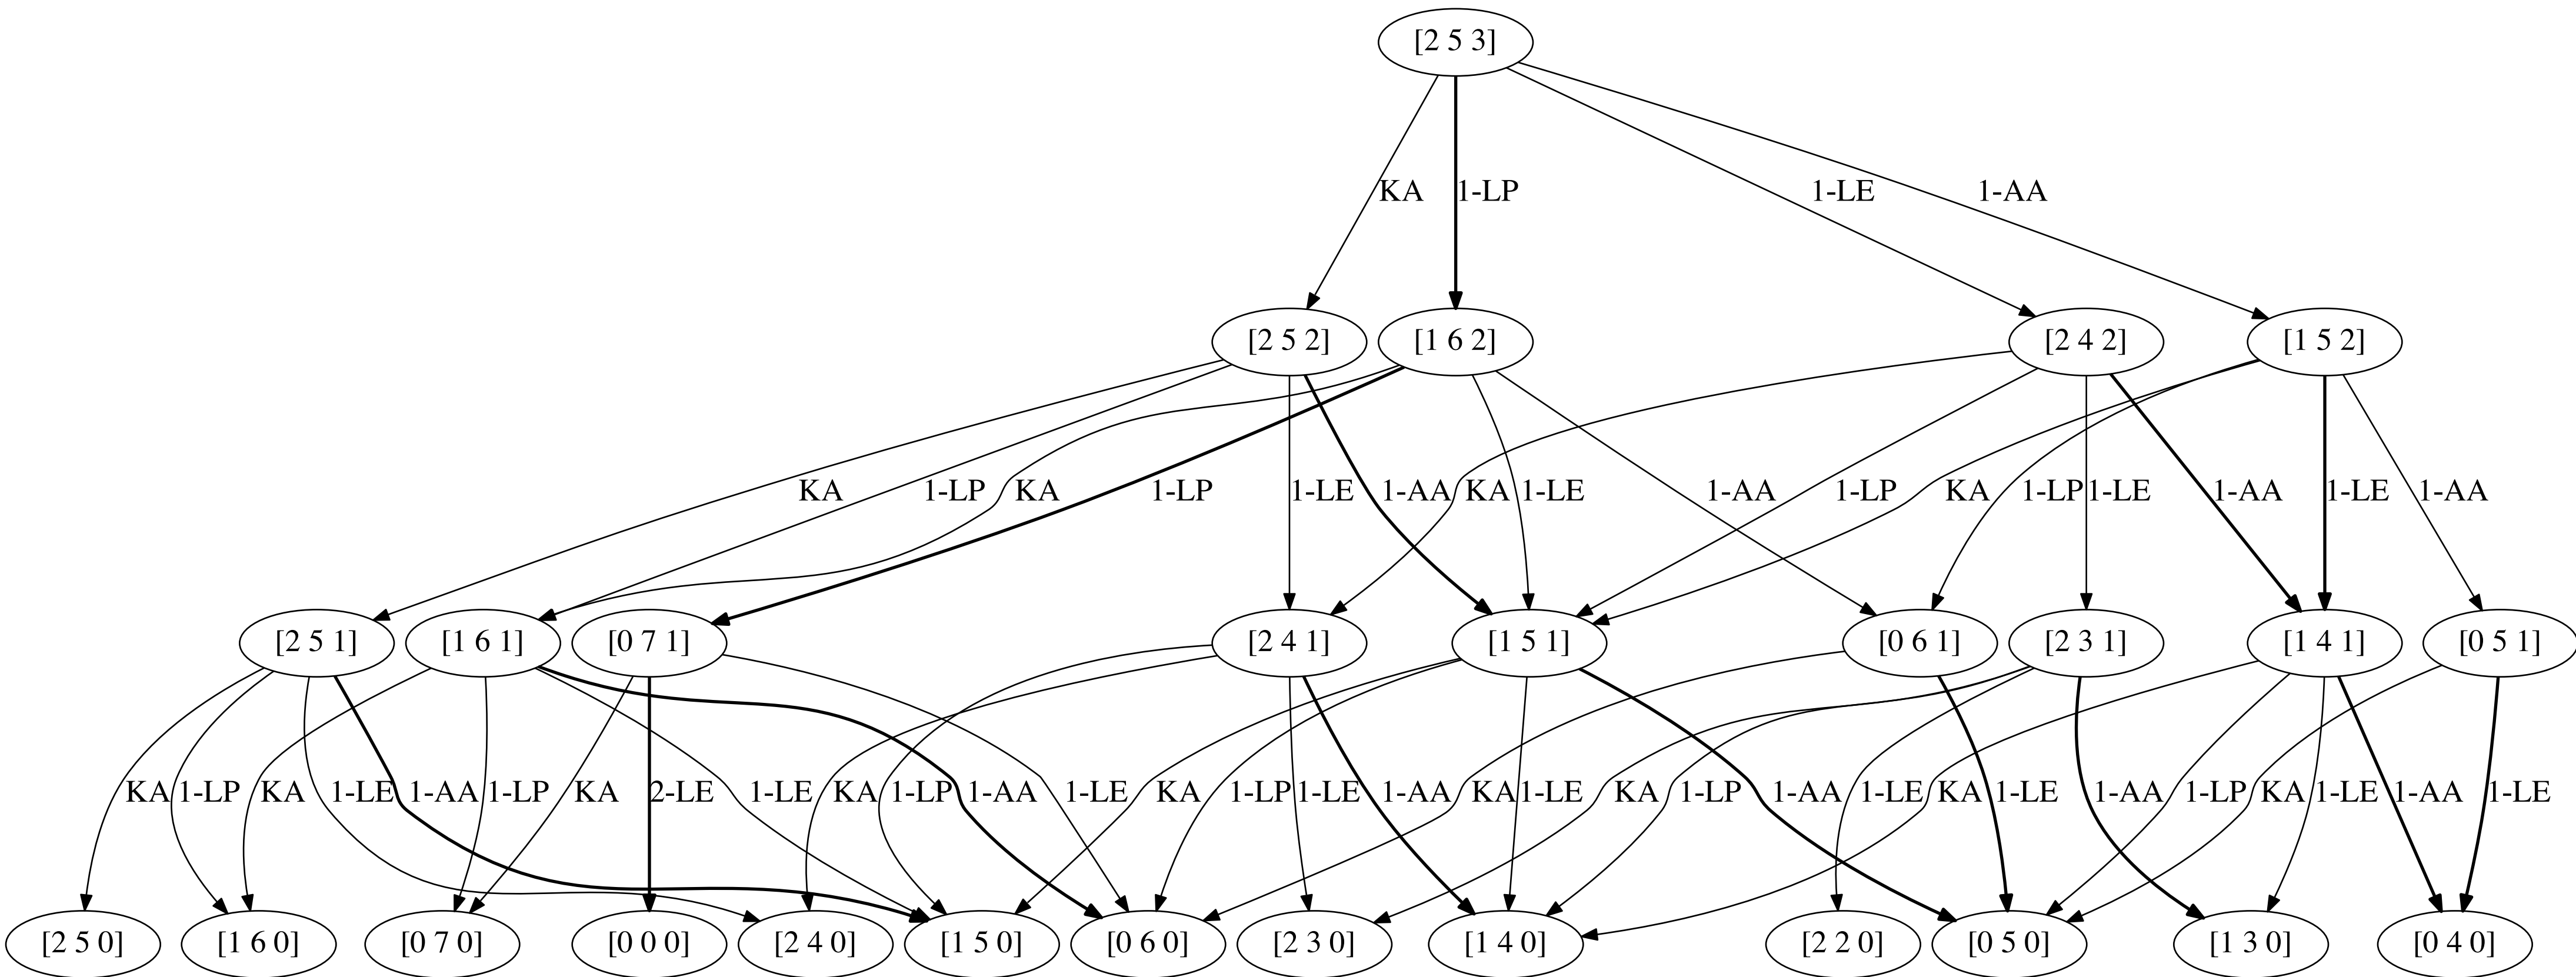 [2 5 3]
KA 1-LP 1-LE 1-AA
[2 5 2] [1 6 2] [2 4 2] [1 5 2]
KA 1-LP KA 1-LP 1-LE 1-AA KA 1-LE 1-AA 1-LP KA 1-LP 1-LE 1-AA 1-LE 1-AA
[2 5 1] [1 6 1] [0 7 1] [2 4 1] [1 5 1] [0 6 1] [2 3 1] [1 4 1] [0 5 1]
KA 1-LP KA 1-LE 1-AA 1-LP KA 2-LE 1-LE KA 1-LP 1-AA 1-LE KA 1-LP 1-LE 1-AA KA 1-LE KA 1-LP 1-AA 1-LE KA 1-LE 1-AA 1-LP KA 1-LE 1-AA 1-LE
[2 5 0] [1 6 0] [0 7 0] [0 0 0] [2 4 0] [1 5 0] [0 6 0] [2 3 0] [1 4 0] [2 2 0] [0 5 0] [1 3 0] [0 4 0]